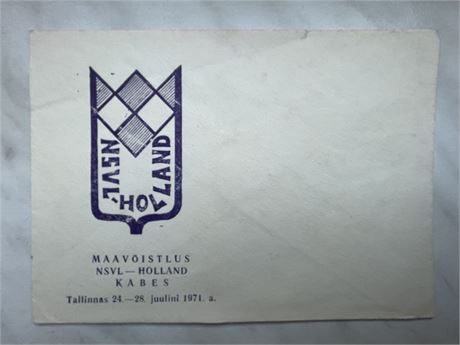 NSVL-HOLLAND
MAAVÕISTLUS
NSVL — HOLLAND
KABES
Tallinnas 24.—28. juulini 1971. a.